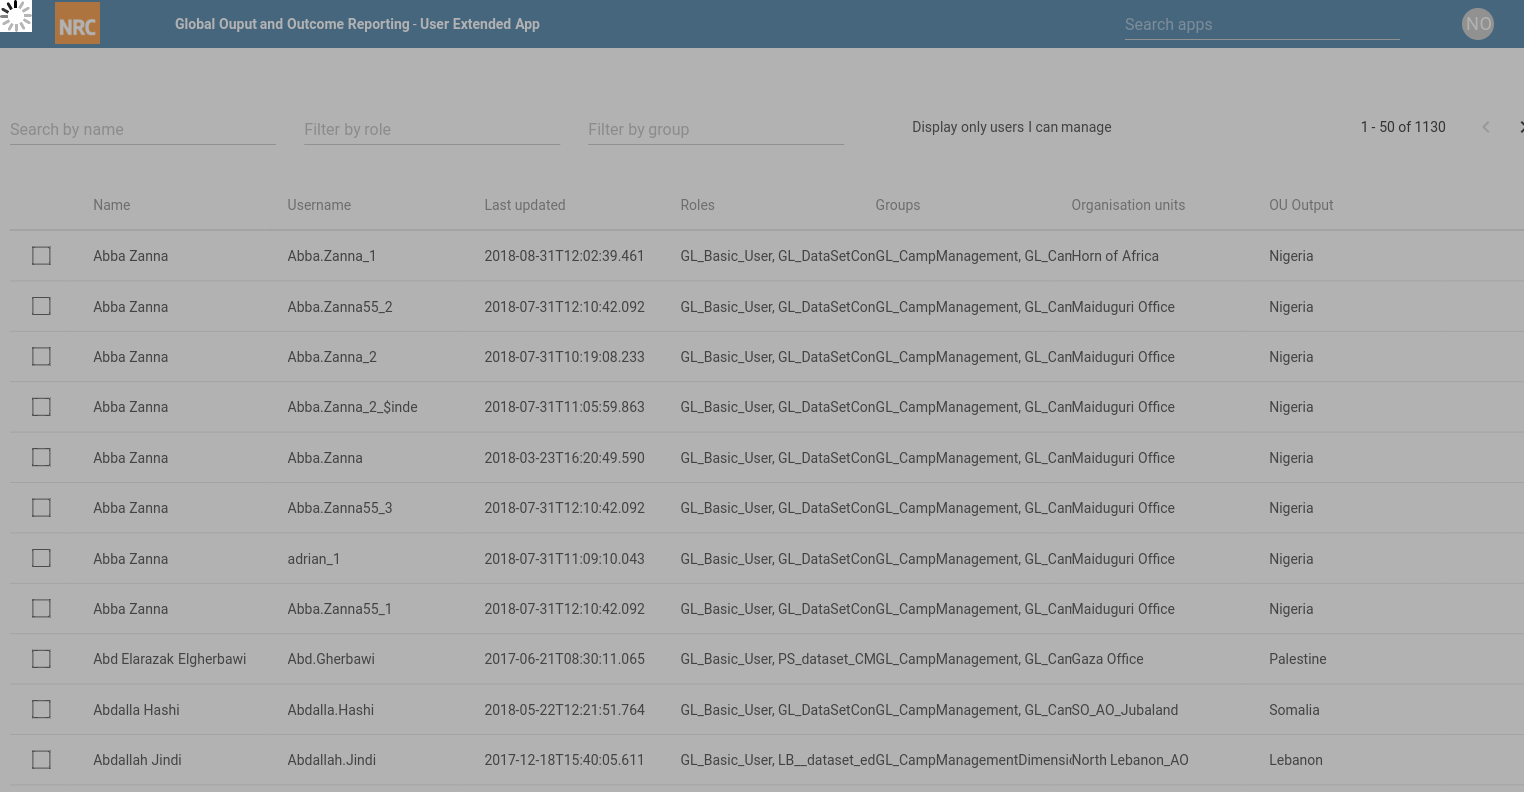 NRC Global Ouput and Outcome Reporting - User Extended App Search apps NO
Search by name Filter by role Filter by group Display only users I can manage 1 - 50 of 1130
Name Username Last updated Roles Groups Organisation units OU Output
Abba Zanna Abba.Zanna_1 2018-08-31T12:02:39.461 GL_Basic_User, GL_DataSetCon GL_CampManagement, GL_Can Horn of Africa Nigeria
Abba Zanna Abba.Zanna55_2 2018-07-31T12:10:42.092 GL_Basic_User, GL_DataSetCon GL_CampManagement, GL_Can Maiduguri Office Nigeria
Abba Zanna Abba.Zanna_2 2018-07-31T10:19:08.233 GL_Basic_User, GL_DataSetCon GL_CampManagement, GL_Can Maiduguri Office Nigeria
Abba Zanna Abba.Zanna_2_$inde 2018-07-31T11:05:59.863 GL_Basic_User, GL_DataSetCon GL_CampManagement, GL_Can Maiduguri Office Nigeria
Abba Zanna Abba.Zanna 2018-03-23T16:20:49.590 GL_Basic_User, GL_DataSetCon GL_CampManagement, GL_Can Maiduguri Office Nigeria
Abba Zanna Abba.Zanna55_3 2018-07-31T12:10:42.092 GL_Basic_User, GL_DataSetCon GL_CampManagement, GL_Can Maiduguri Office Nigeria
Abba Zanna adrian_1 2018-07-31T11:09:10.043 GL_Basic_User, GL_DataSetCon GL_CampManagement, GL_Can Maiduguri Office Nigeria
Abba Zanna Abba.Zanna55_1 2018-07-31T12:10:42.092 GL_Basic_User, GL_DataSetCon GL_CampManagement, GL_Can Maiduguri Office Nigeria
Abd Elarazak Elgherbawi Abd.Gherbawi 2017-06-21T08:30:11.065 GL_Basic_User, PS_dataset_CM GL_CampManagement, GL_Can Gaza Office Palestine
Abdalla Hashi Abdalla.Hashi 2018-05-22T12:21:51.764 GL_Basic_User, GL_DataSetCon GL_CampManagement, GL_Can SO_AO_Jubaland Somalia
Abdallah Jindi Abdallah.Jindi 2017-12-18T15:40:05.611 GL_Basic_User, LB__dataset_ed GL_CampManagementDimensi North Lebanon_AO Lebanon